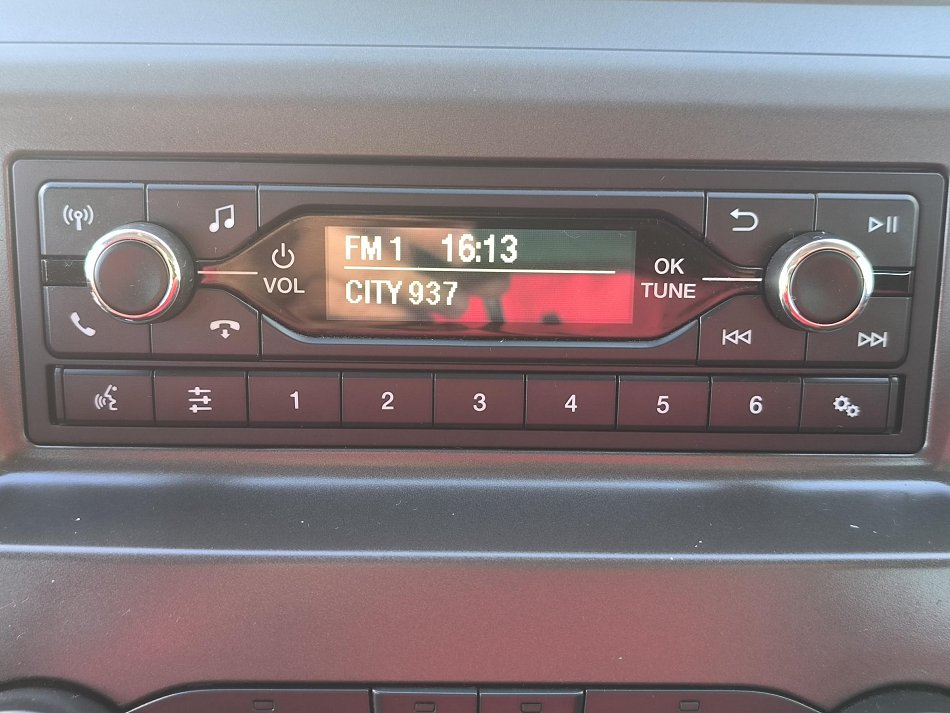 FM 1 16:13
CITY 937
VOL
OK
TUNE
1 2 3 4 5 6